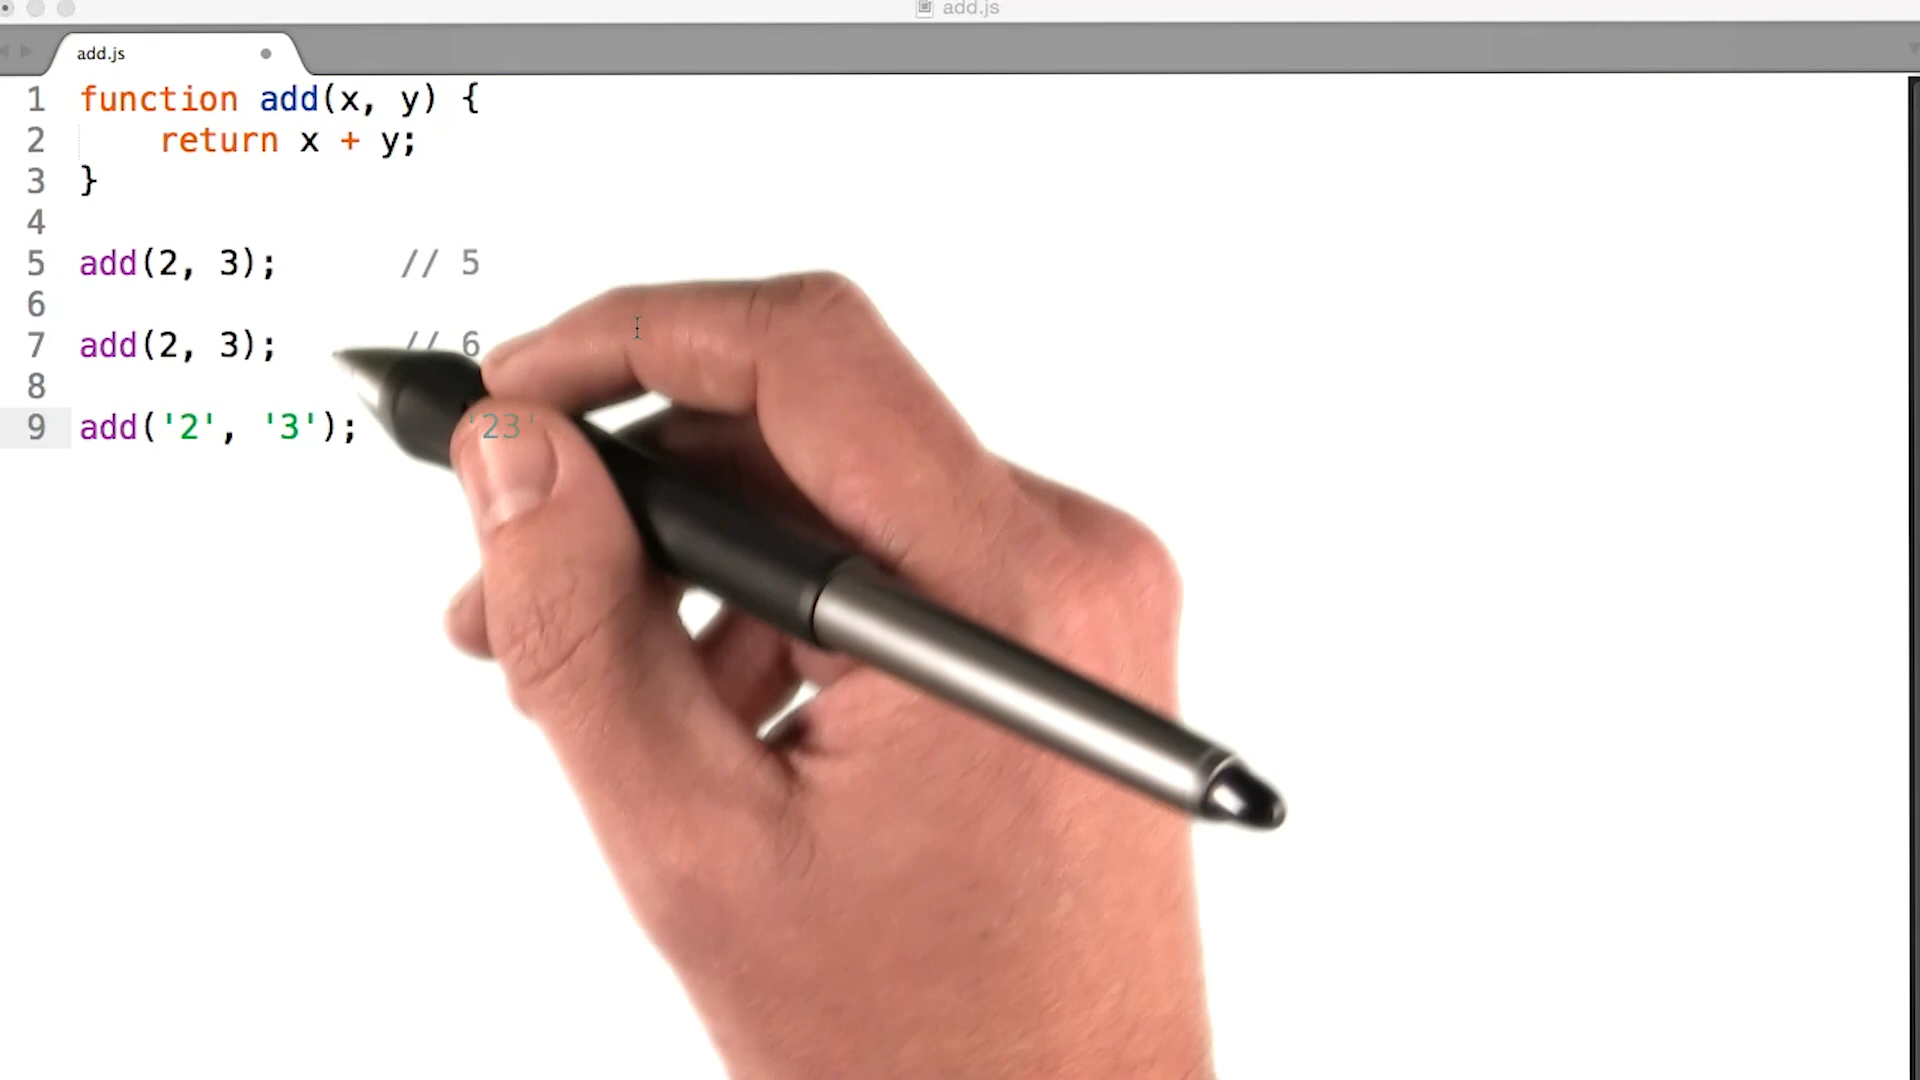 add.js
add.js
1 function add(x, y) {
2 return x + y;
3 }
4
5 add(2, 3); // 5
6
7 add(2, 3); // 6
8
9 add('2', '3'); '23'